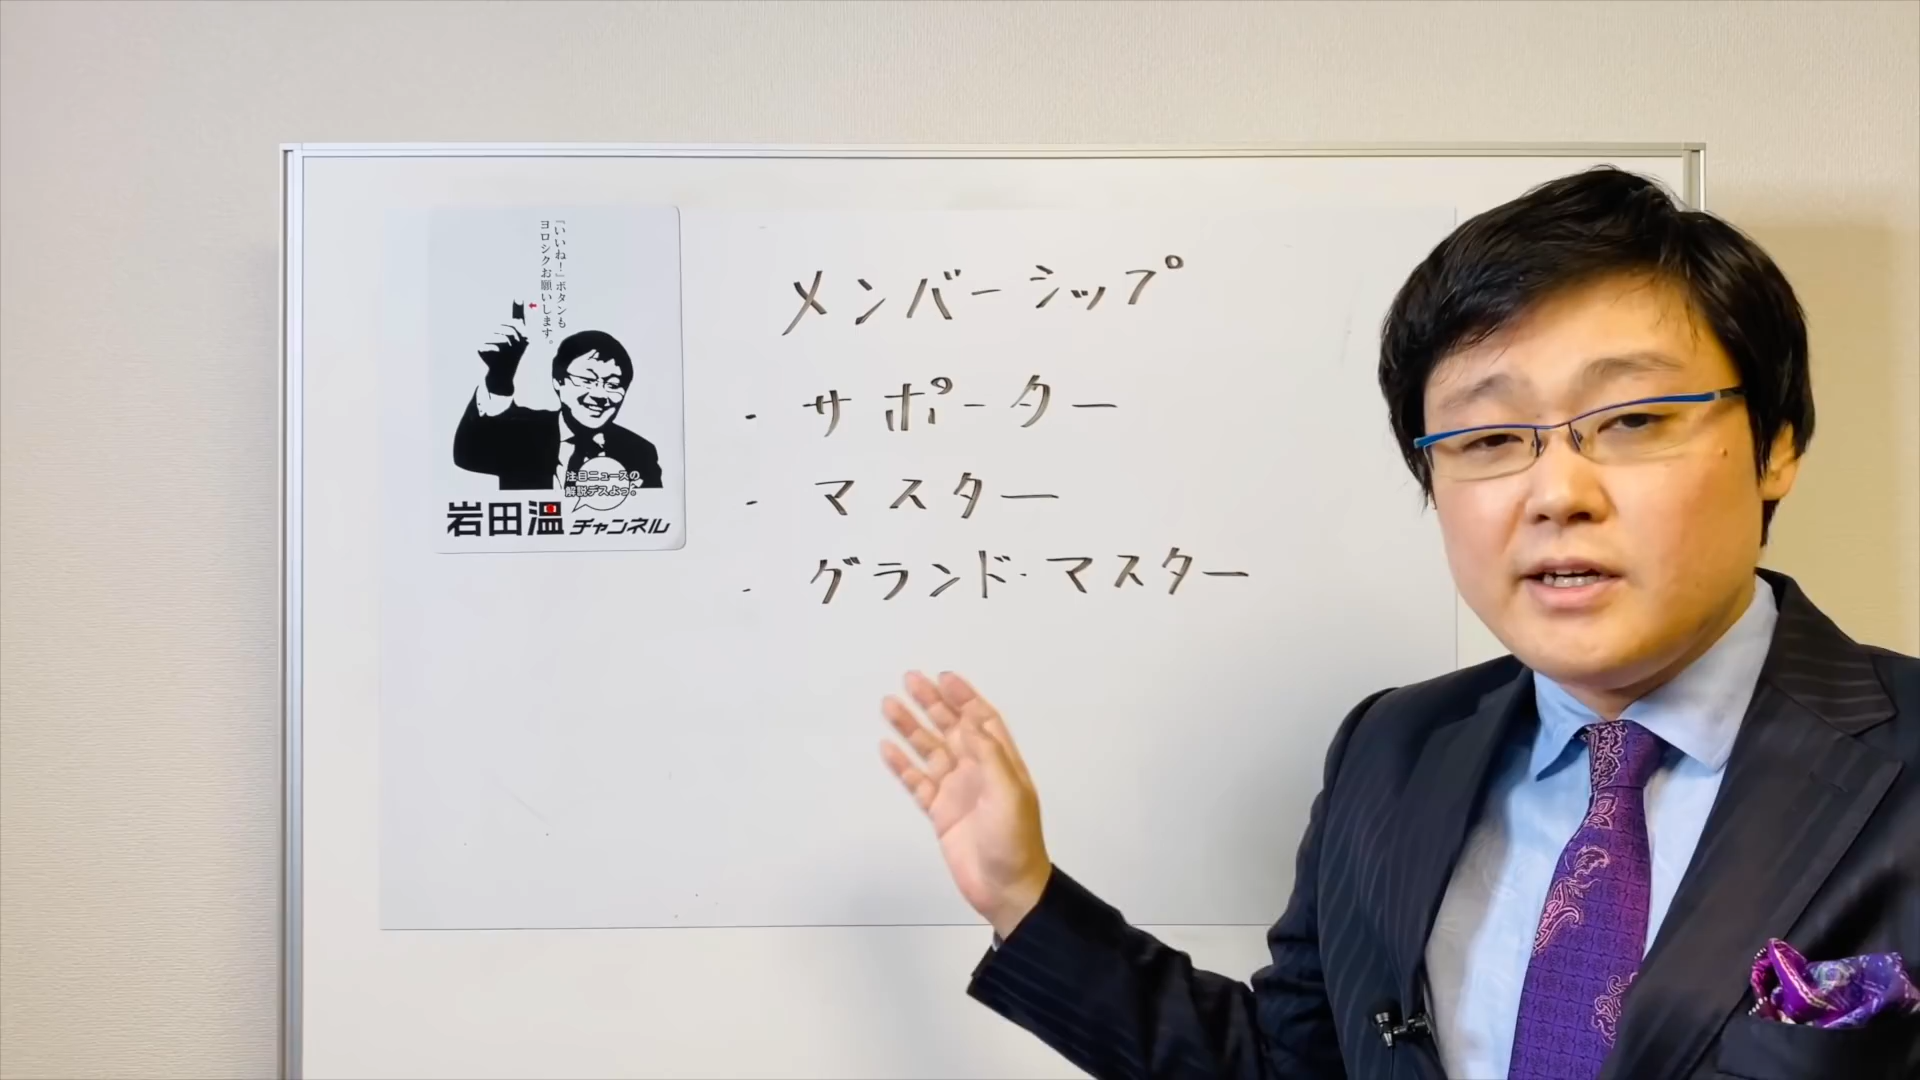 「いいね!」ボタンも
ヨロシクお願いします。
注目ニュースの
解説デスよっ。
岩田温チャンネル
メンバーシップ
- サポーター
- マスター
- グランド・マスター